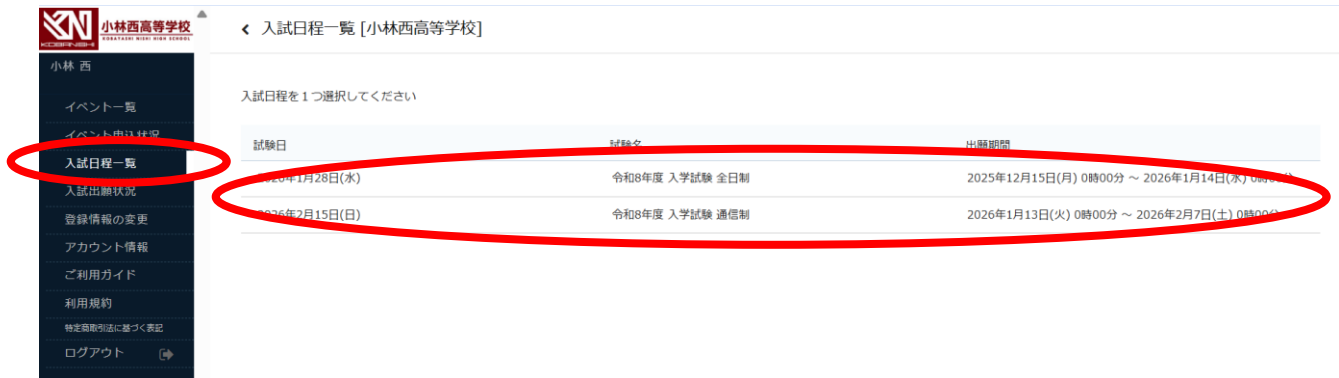 小林西高等学校
KOBAYASHI NISHI HIGH SCHOOL
小林 西
イベント一覧
イベント申込状況
入試日程一覧
入試出願状況
登録情報の変更
アカウント情報
ご利用ガイド
利用規約
特定商取引法に基づく表記
ログアウト
入試日程一覧 [小林西高等学校]
入試日程を1つ選択してください
試験日 試験名 出願期間
2026年1月28日(水) 令和8年度 入学試験 全日制 2025年12月15日(月) 0時00分 ～ 2026年1月14日(水) 0時00分
2026年2月15日(日) 令和8年度 入学試験 通信制 2026年1月13日(火) 0時00分 ～ 2026年2月7日(土) 0時00分